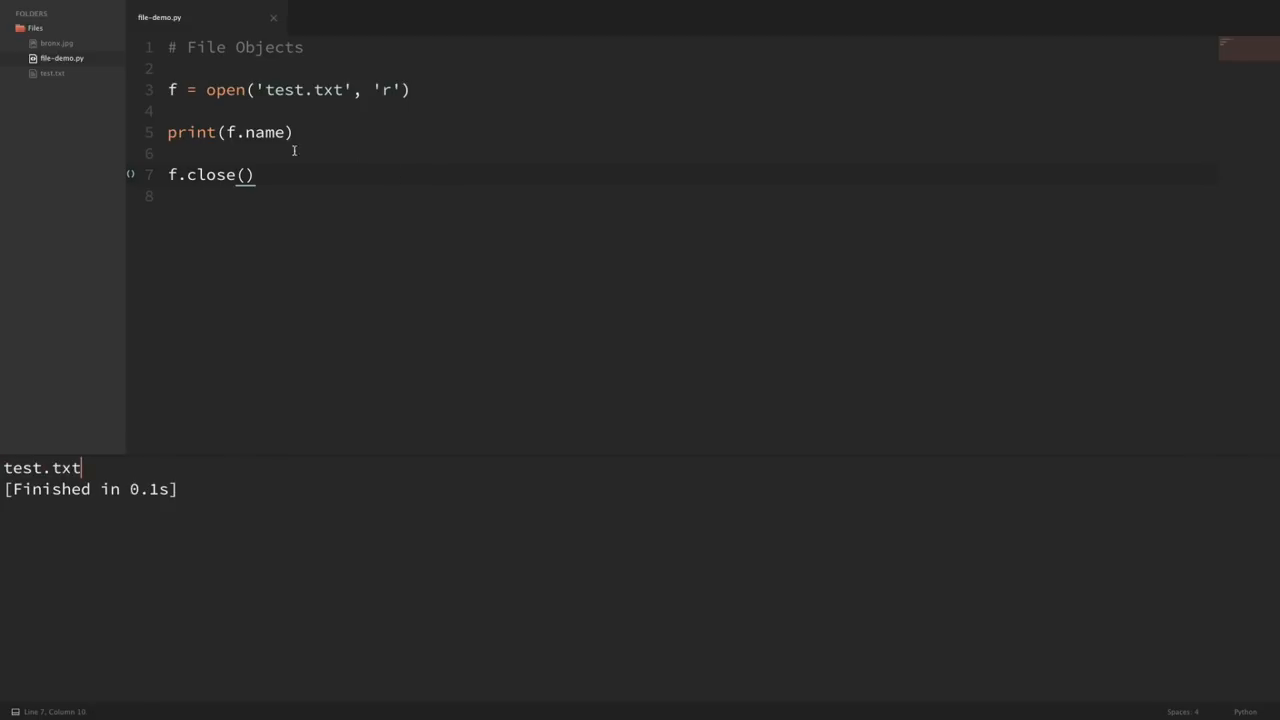 FOLDERS
Files
bronx.jpg
file-demo.py
test.txt
file-demo.py
1 # File Objects
2
3 f = open('test.txt', 'r')
4
5 print(f.name)
6
() 7 f.close()
8
test.txt
[Finished in 0.1s]
Line 7, Column 10.
Spaces: 4
Python